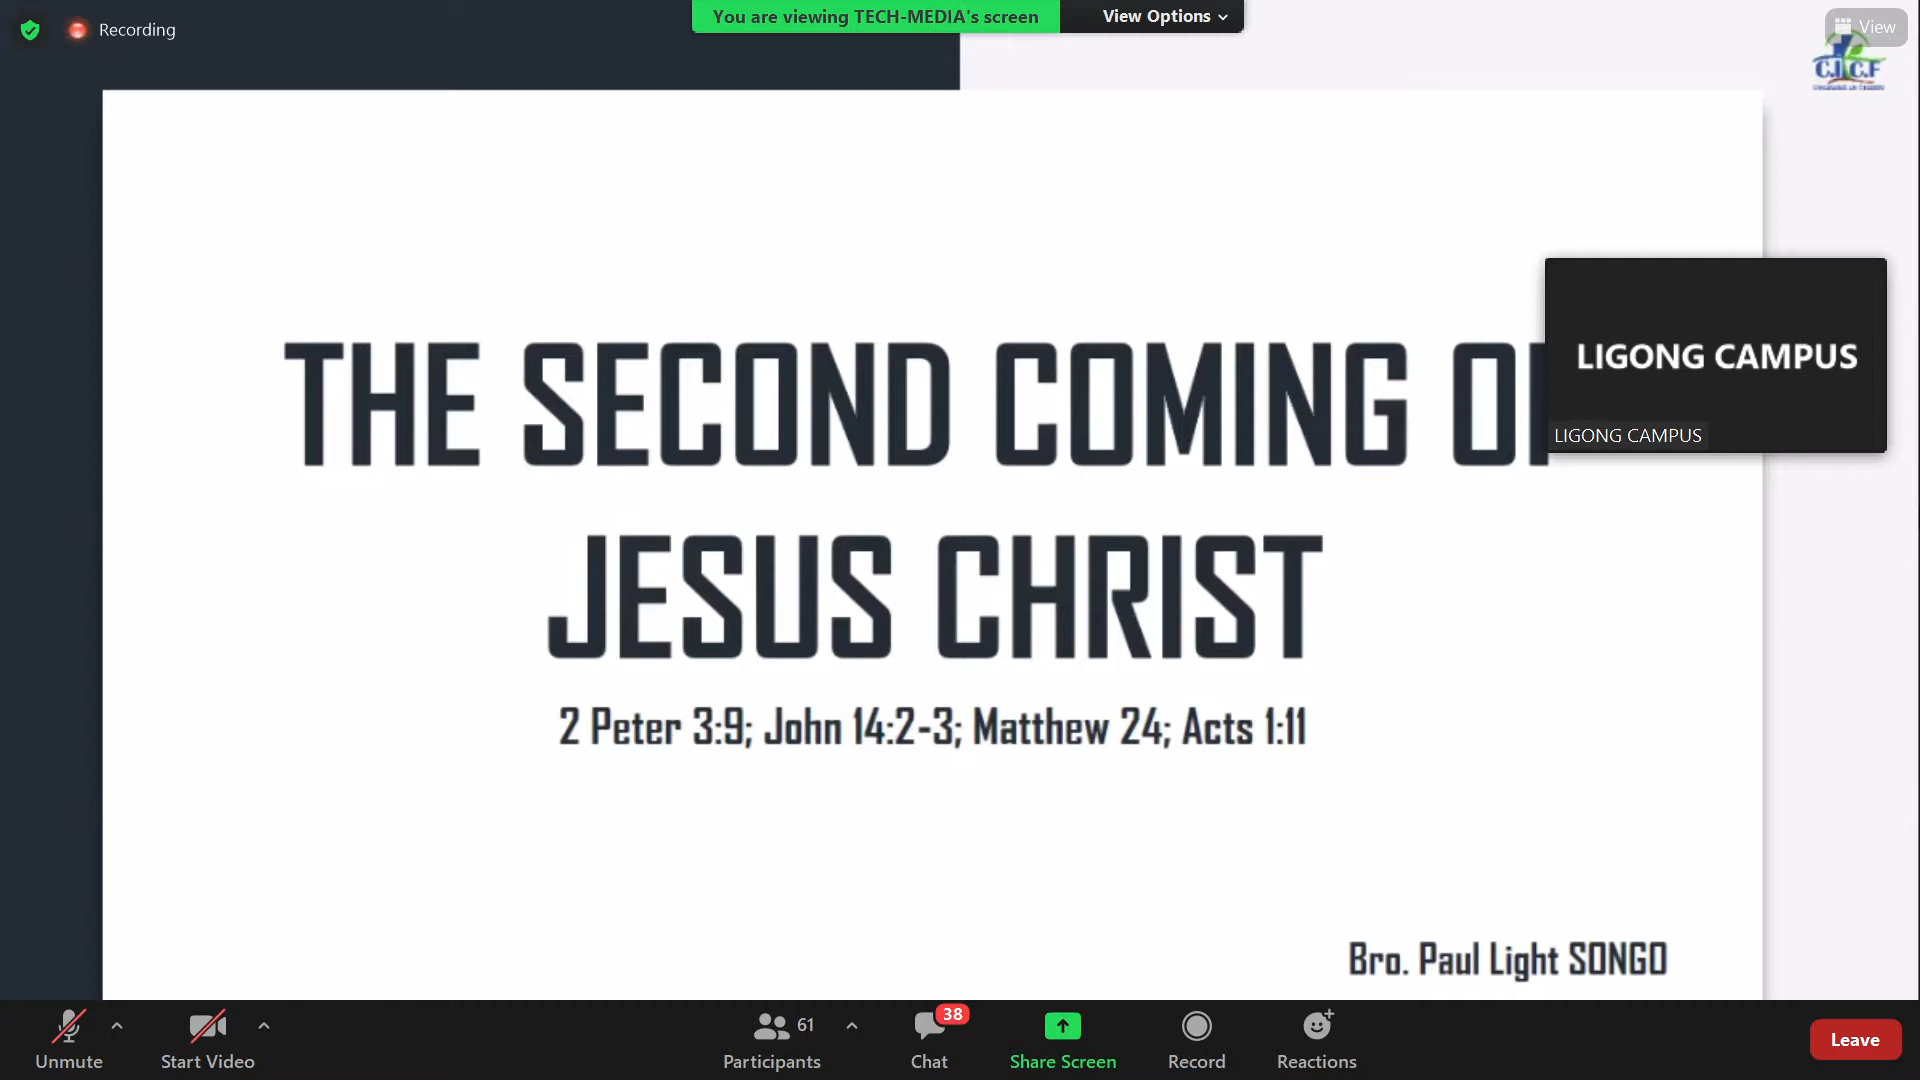 Recording
You are viewing TECH-MEDIA's screen
View Options
View
C.I.C.F
THE SECOND COMING OF
JESUS CHRIST
2 Peter 3:9; John 14:2-3; Matthew 24; Acts 1:11
Bro. Paul Light SONGO
LIGONG CAMPUS
LIGONG CAMPUS
Unmute
Start Video
61
Participants
38
Chat
Share Screen
Record
Reactions
Leave